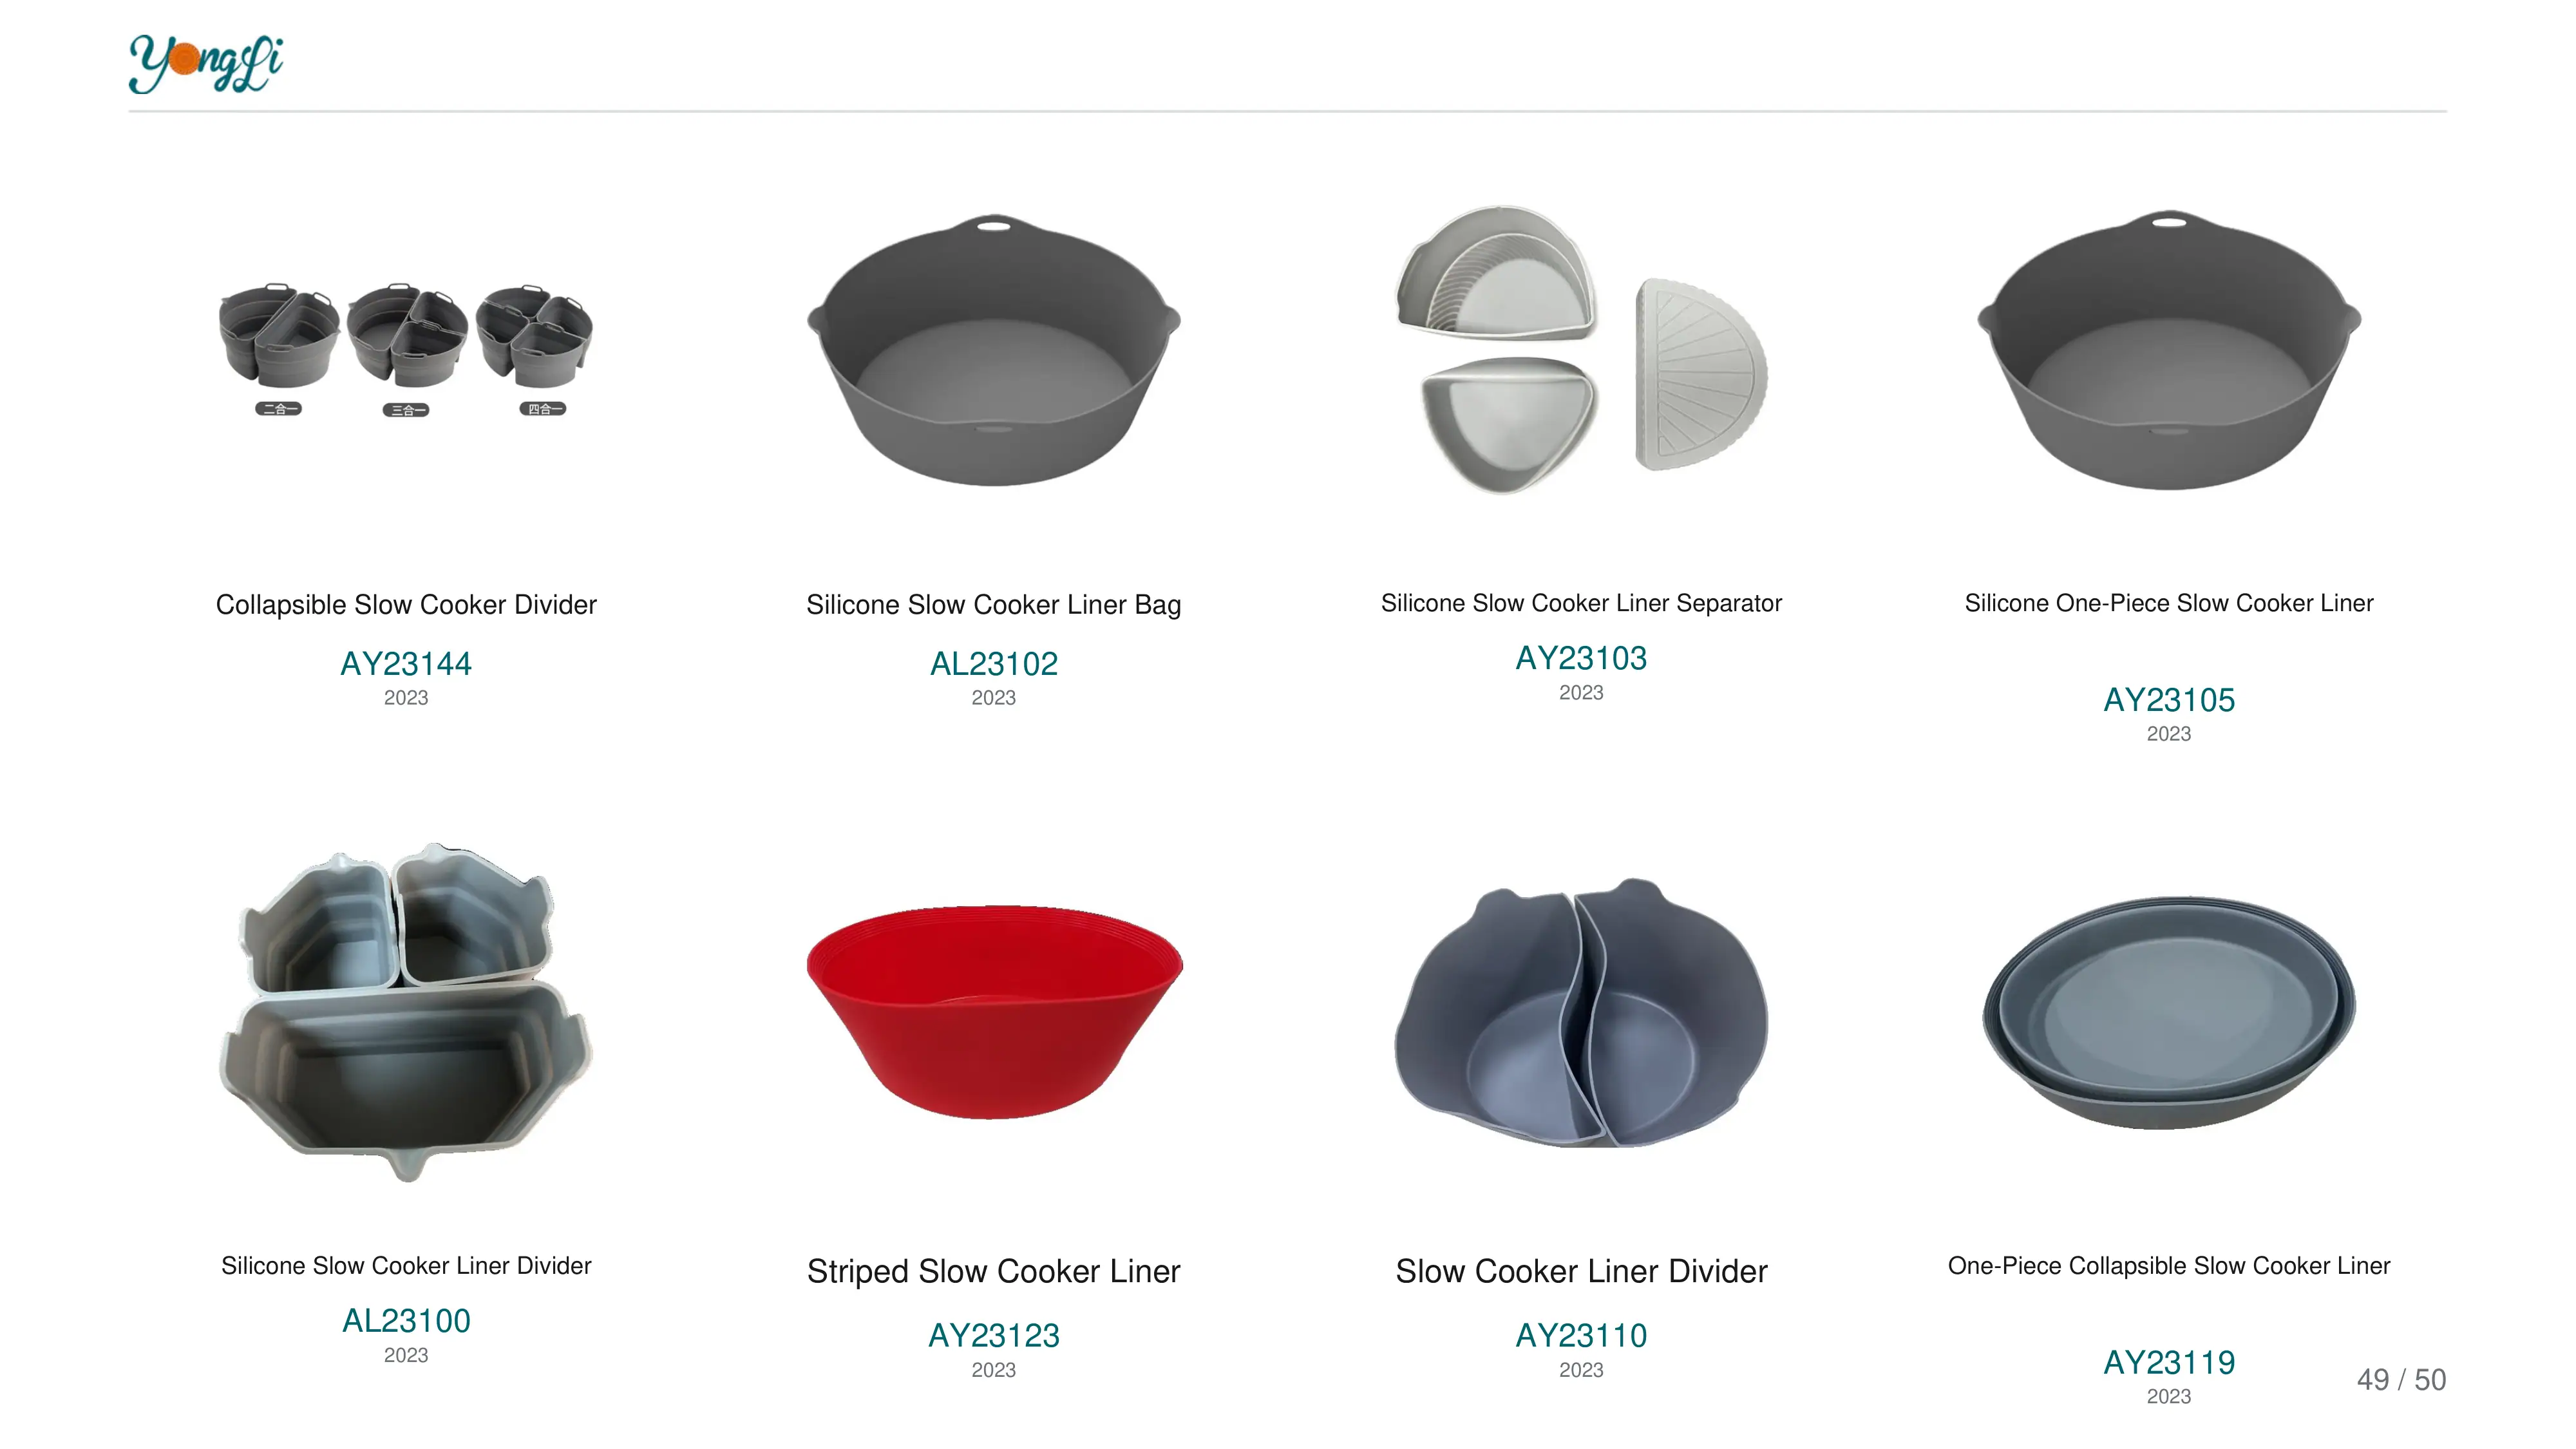 YongLi
二合一
三合一
四合一
Collapsible Slow Cooker Divider
AY23144
2023
Silicone Slow Cooker Liner Bag
AL23102
2023
Silicone Slow Cooker Liner Separator
AY23103
2023
Silicone One-Piece Slow Cooker Liner
AY23105
2023
Silicone Slow Cooker Liner Divider
AL23100
2023
Striped Slow Cooker Liner
AY23123
2023
Slow Cooker Liner Divider
AY23110
2023
One-Piece Collapsible Slow Cooker Liner
AY23119
2023
49 / 50